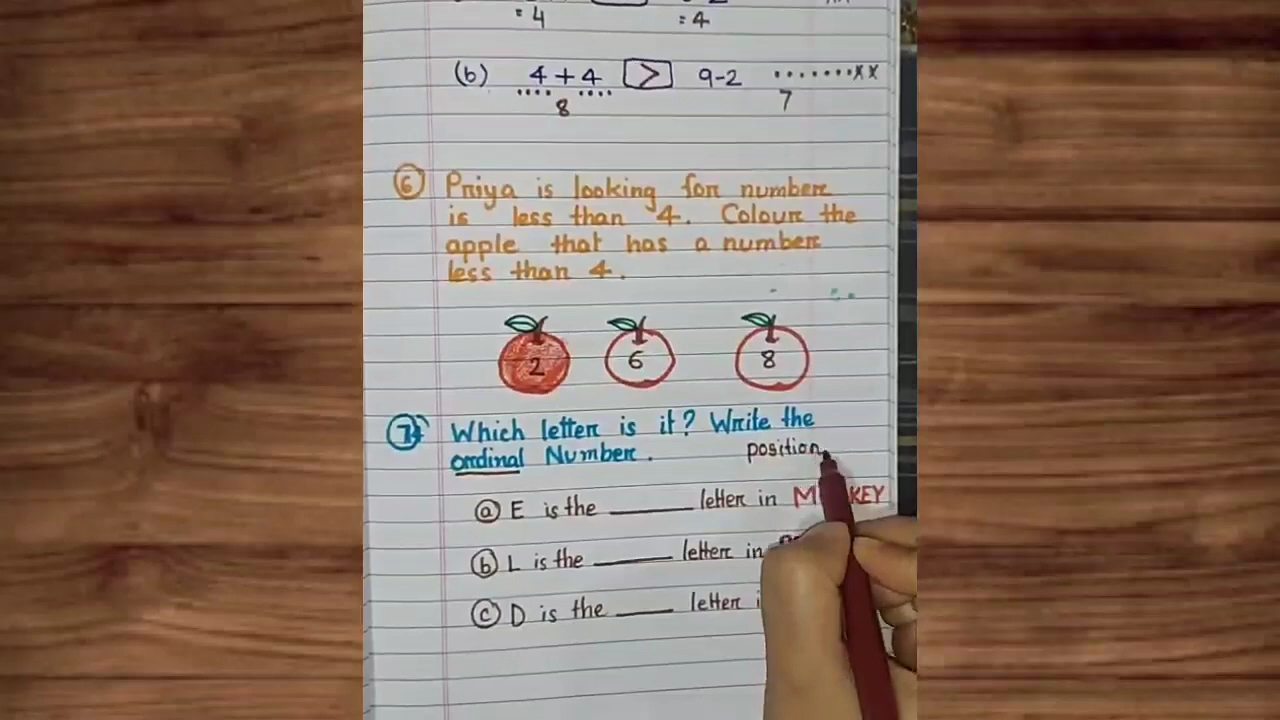 = 4 = 4
(b) 4 + 4 > 9-2 .......xx
8 7
6 Priya is looking for number
is less than 4. Colour the
apple that has a number
less than 4.
2 6 8
7 Which letter is it? Write the
ordinal Number. position
a E is the ______ letter in M KEY
b L is the ______ letter in
c D is the ______ letter